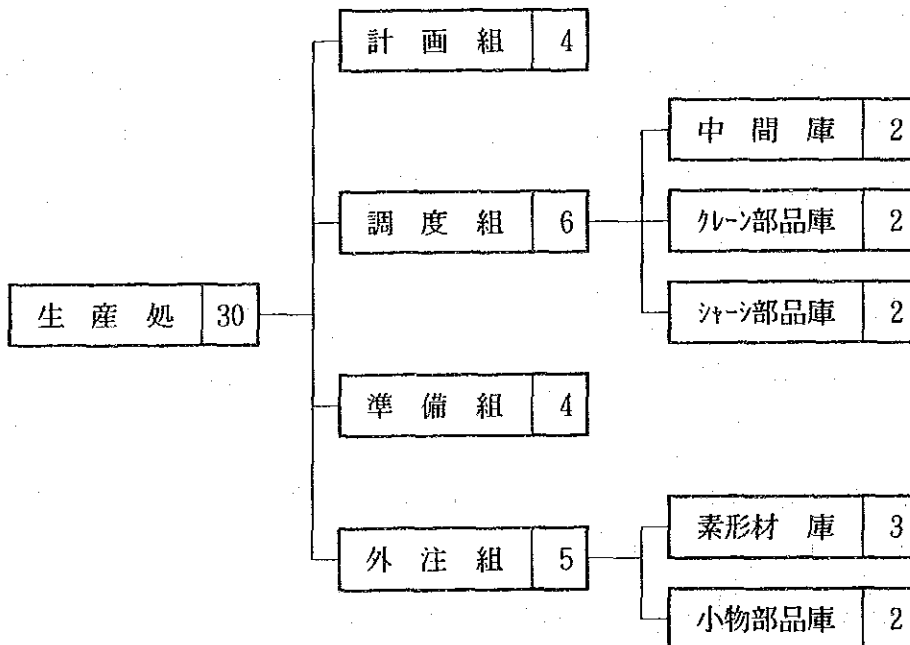 計画組 4
中間庫 2
調度組 6
クレーン部品庫 2
生産処 30
シャーシ部品庫 2
準備組 4
素形材庫 3
外注組 5
小物部品庫 2